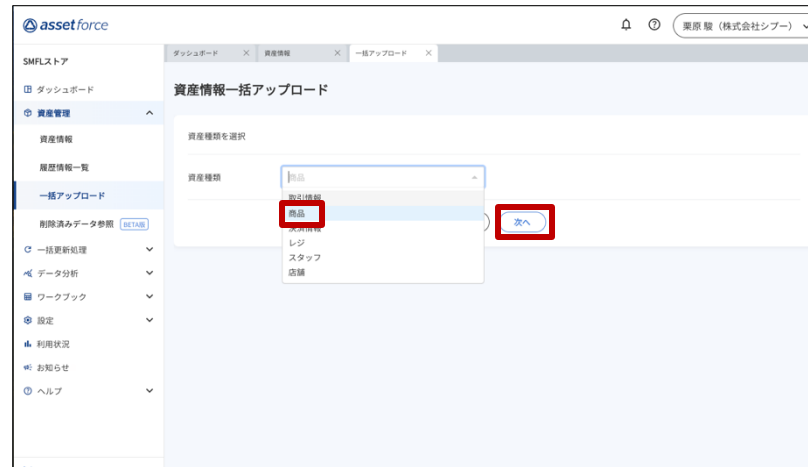 assetforce
栗原 駿（株式会社シブー）
SMFLストア
ダッシュボード
資産情報
一括アップロード
ダッシュボード
資産管理
資産情報
履歴情報一覧
一括アップロード
削除済みデータ参照 BETA版
一括更新処理
データ分析
ワークブック
設定
利用状況
お知らせ
ヘルプ
資産情報一括アップロード
資産種類を選択
資産種類
商品
取引情報
商品
決済情報
レジ
スタッフ
店舗
次へ